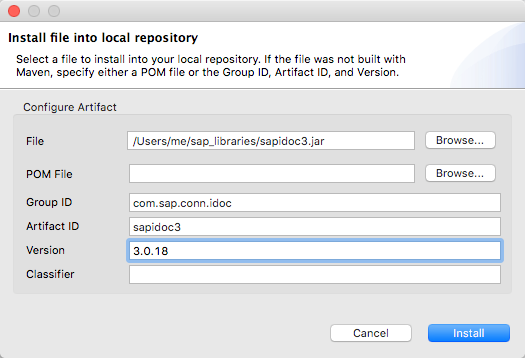 Install file into local repository
Select a file to install into your local repository. If the file was not built with
Maven, specify either a POM file or the Group ID, Artifact ID, and Version.
Configure Artifact
File /Users/me/sap_libraries/sapidoc3.jar Browse...
POM File Browse...
Group ID com.sap.conn.idoc
Artifact ID sapidoc3
Version 3.0.18
Classifier
Cancel Install